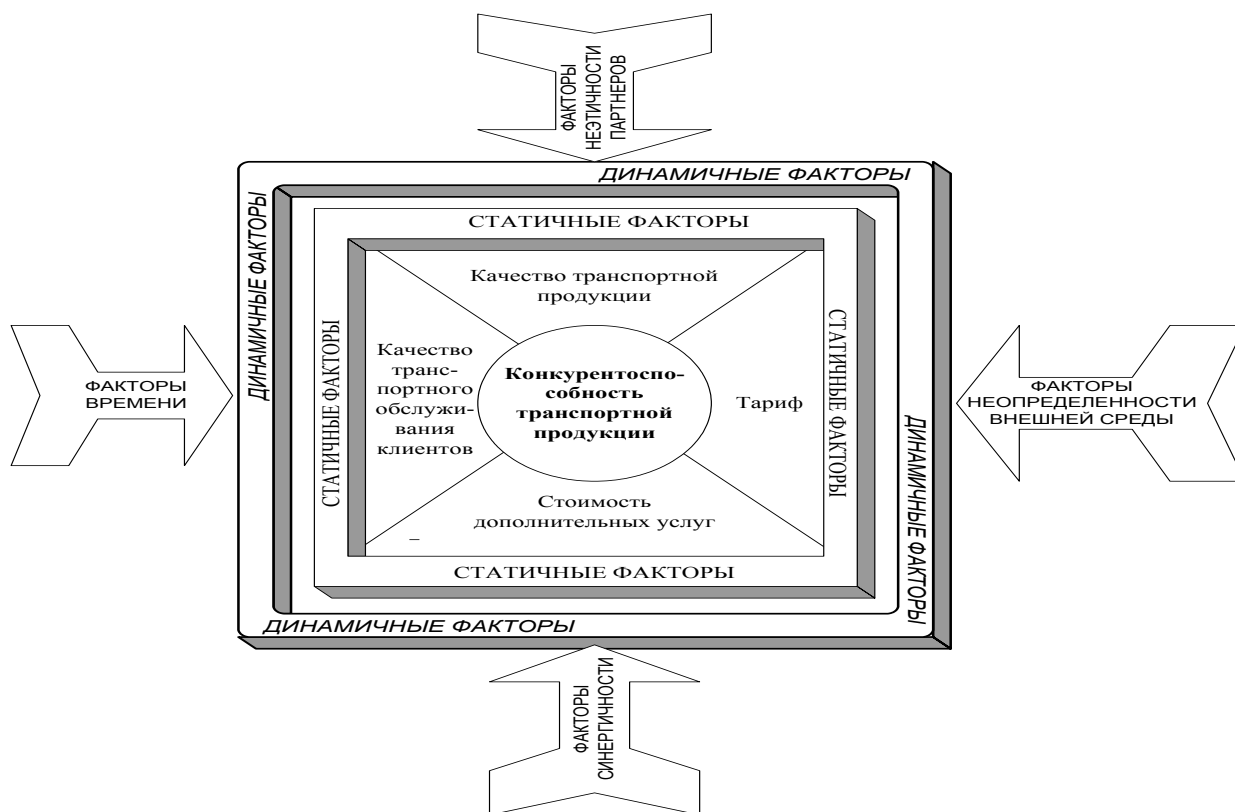 ФАКТОРЫ
НЕЭТИЧНОСТИ
ПАРТНЕРОВ
ДИНАМИЧНЫЕ ФАКТОРЫ
ДИНАМИЧНЫЕ ФАКТОРЫ
СТАТИЧНЫЕ ФАКТОРЫ
Качество транспортной
продукции
СТАТИЧНЫЕ ФАКТОРЫ
Качество
транс-
портного
обслужи-
вания
клиентов
Конкурентоспо-
собность
транспортной
продукции
Тариф
СТАТИЧНЫЕ ФАКТОРЫ
ФАКТОРЫ
ВРЕМЕНИ
ФАКТОРЫ
НЕОПРЕДЕЛЕННОСТИ
ВНЕШНЕЙ СРЕДЫ
ДИНАМИЧНЫЕ ФАКТОРЫ
Стоимость
дополнительных услуг
–
СТАТИЧНЫЕ ФАКТОРЫ
ДИНАМИЧНЫЕ ФАКТОРЫ
ФАКТОРЫ
СИНЕРГИЧНОСТИ